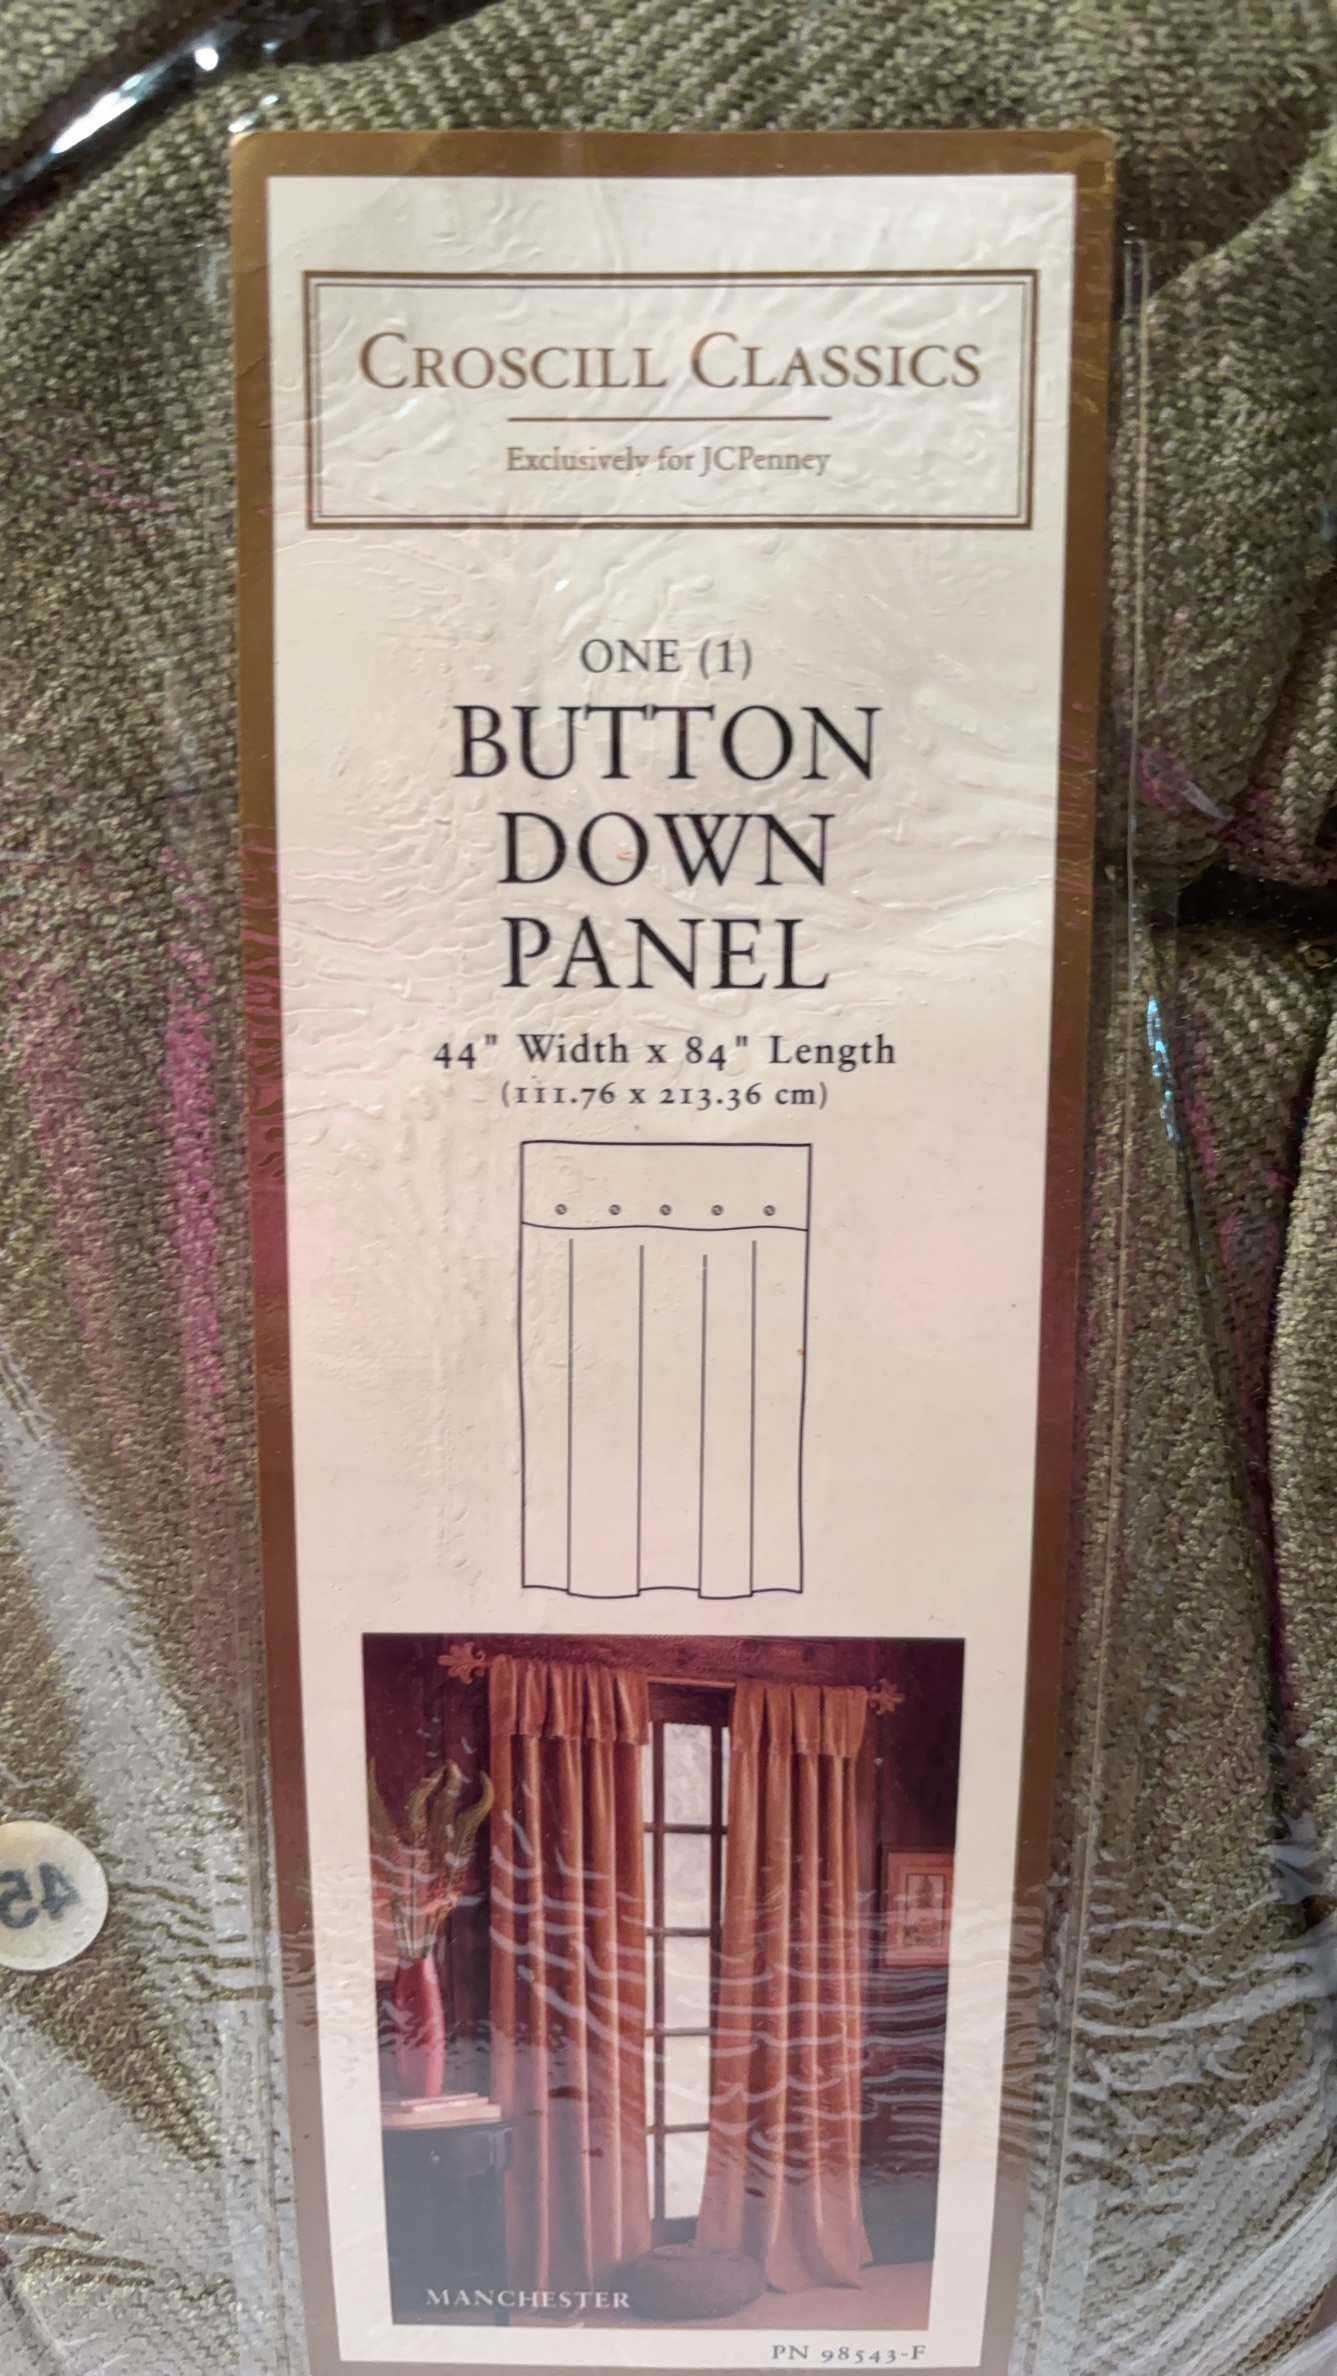 CROSCILL CLASSICS
Exclusively for JCPenney
ONE (1)
BUTTON
DOWN
PANEL
44" Width x 84" Length
(111.76 x 213.36 cm)
45
MANCHESTER
PN 98543-F